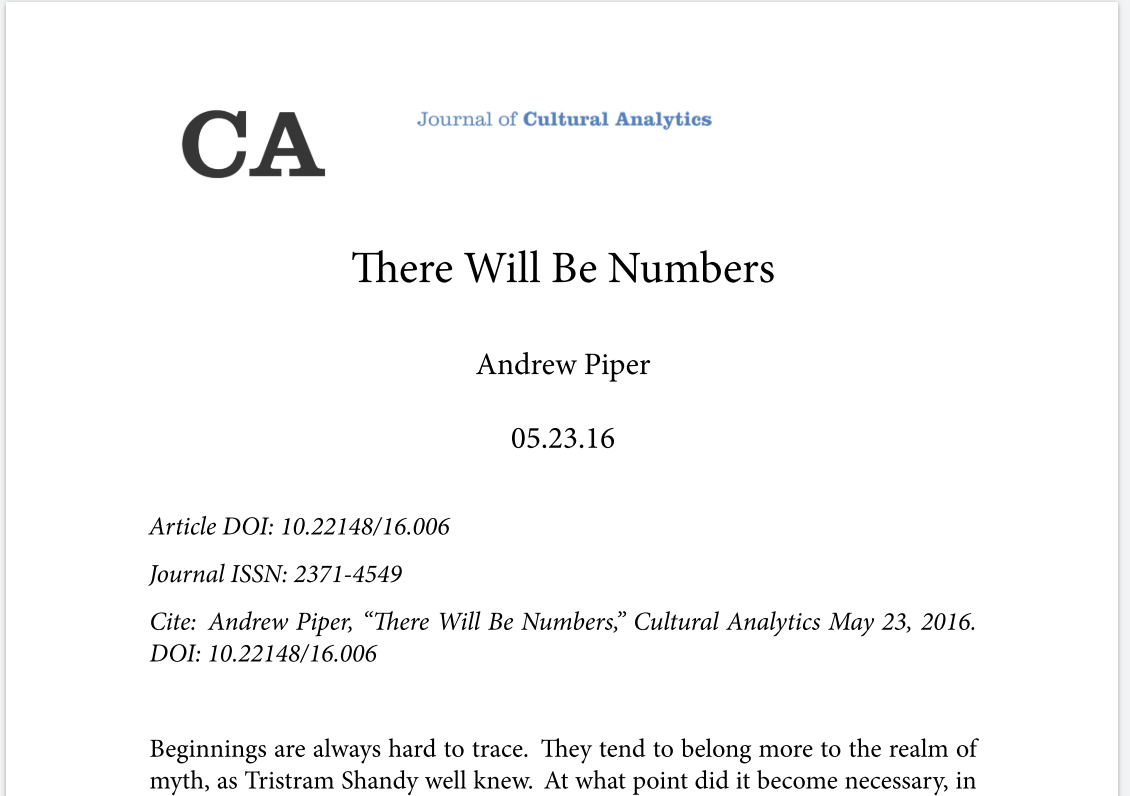 CA
Journal of Cultural Analytics
There Will Be Numbers
Andrew Piper
05.23.16
Article DOI: 10.22148/16.006
Journal ISSN: 2371-4549
Cite: Andrew Piper, “There Will Be Numbers,” Cultural Analytics May 23, 2016.
DOI: 10.22148/16.006
Beginnings are always hard to trace. They tend to belong more to the realm of
myth, as Tristram Shandy well knew. At what point did it become necessary, in